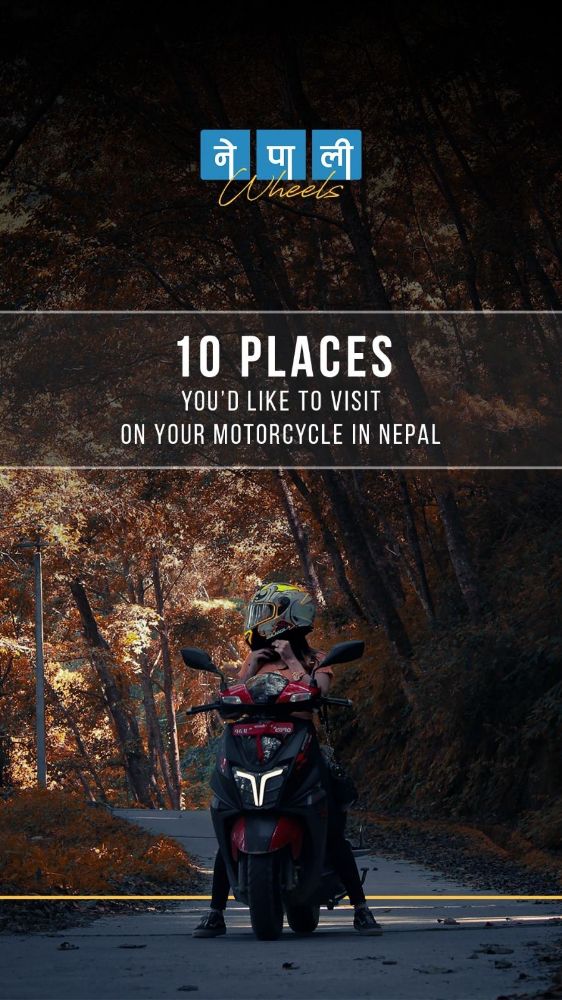 नेपाली
Wheels
10 PLACES
YOU'D LIKE TO VISIT
ON YOUR MOTORCYCLE IN NEPAL